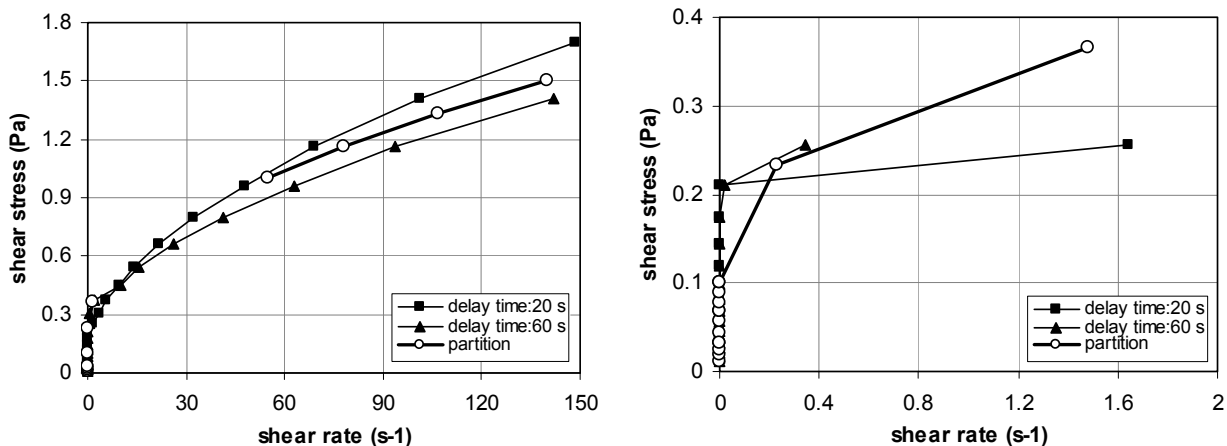 1.8
1.5
1.2
0.9
0.6
0.3
0
shear stress (Pa)
0 30 60 90 120 150
shear rate (s-1)
delay time:20 s
delay time:60 s
partition
0.4
0.3
0.2
0.1
0
shear stress (Pa)
0 0.4 0.8 1.2 1.6 2
shear rate (s-1)
delay time:20 s
delay time:60 s
partition